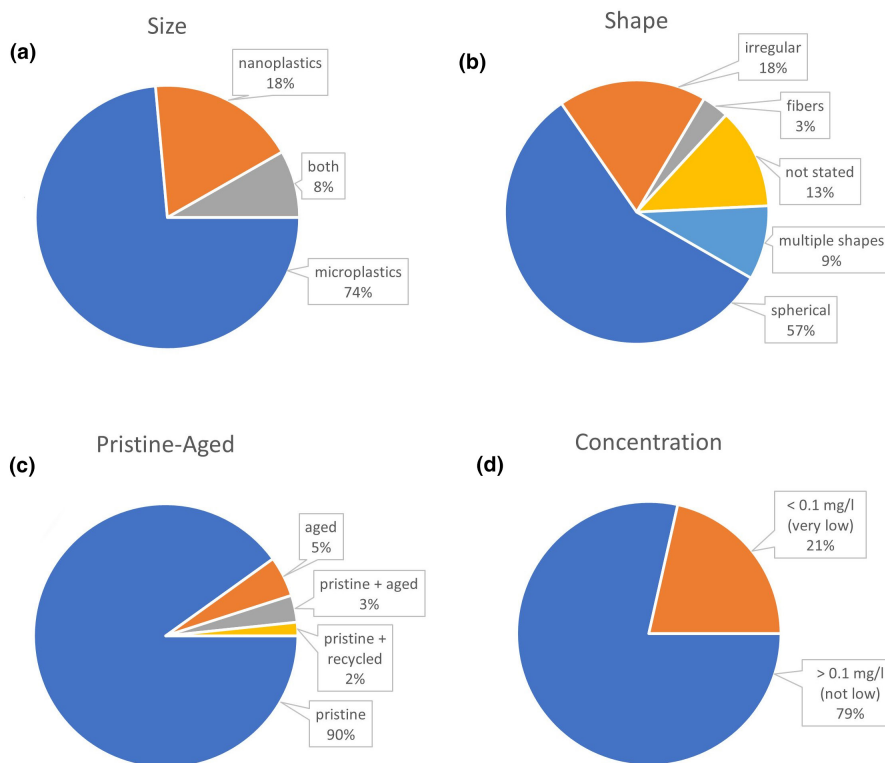 Size
(a)
nanoplastics
18%
both
8%
microplastics
74%
Shape
(b)
irregular
18%
fibers
3%
not stated
13%
multiple shapes
9%
spherical
57%
Pristine-Aged
(c)
aged
5%
pristine + aged
3%
pristine +
recycled
2%
pristine
90%
Concentration
(d)
< 0.1 mg/l
(very low)
21%
> 0.1 mg/l
(not low)
79%